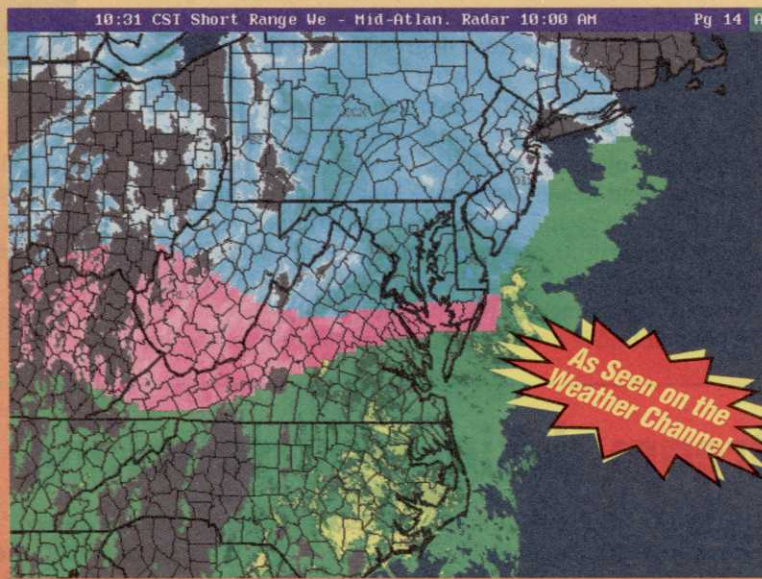 10:31 CST Short Range We - Mid-Atlan. Radar 10:00 AM Pg 14 A
RLX
As Seen on the
Weather Channel